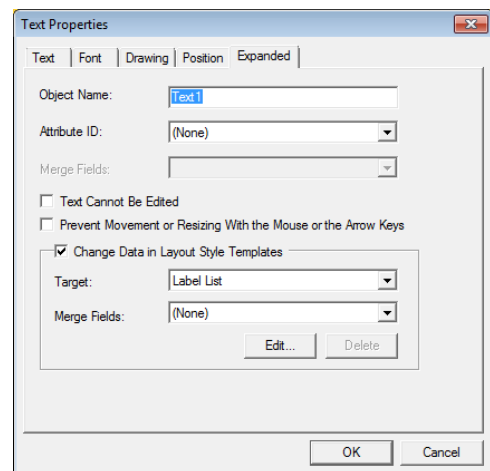 Text Properties
Text Font Drawing Position Expanded
Object Name: Text1
Attribute ID: (None)
Merge Fields:
Text Cannot Be Edited
Prevent Movement or Resizing With the Mouse or the Arrow Keys
Change Data in Layout Style Templates
Target: Label List
Merge Fields: (None)
Edit... Delete
OK Cancel